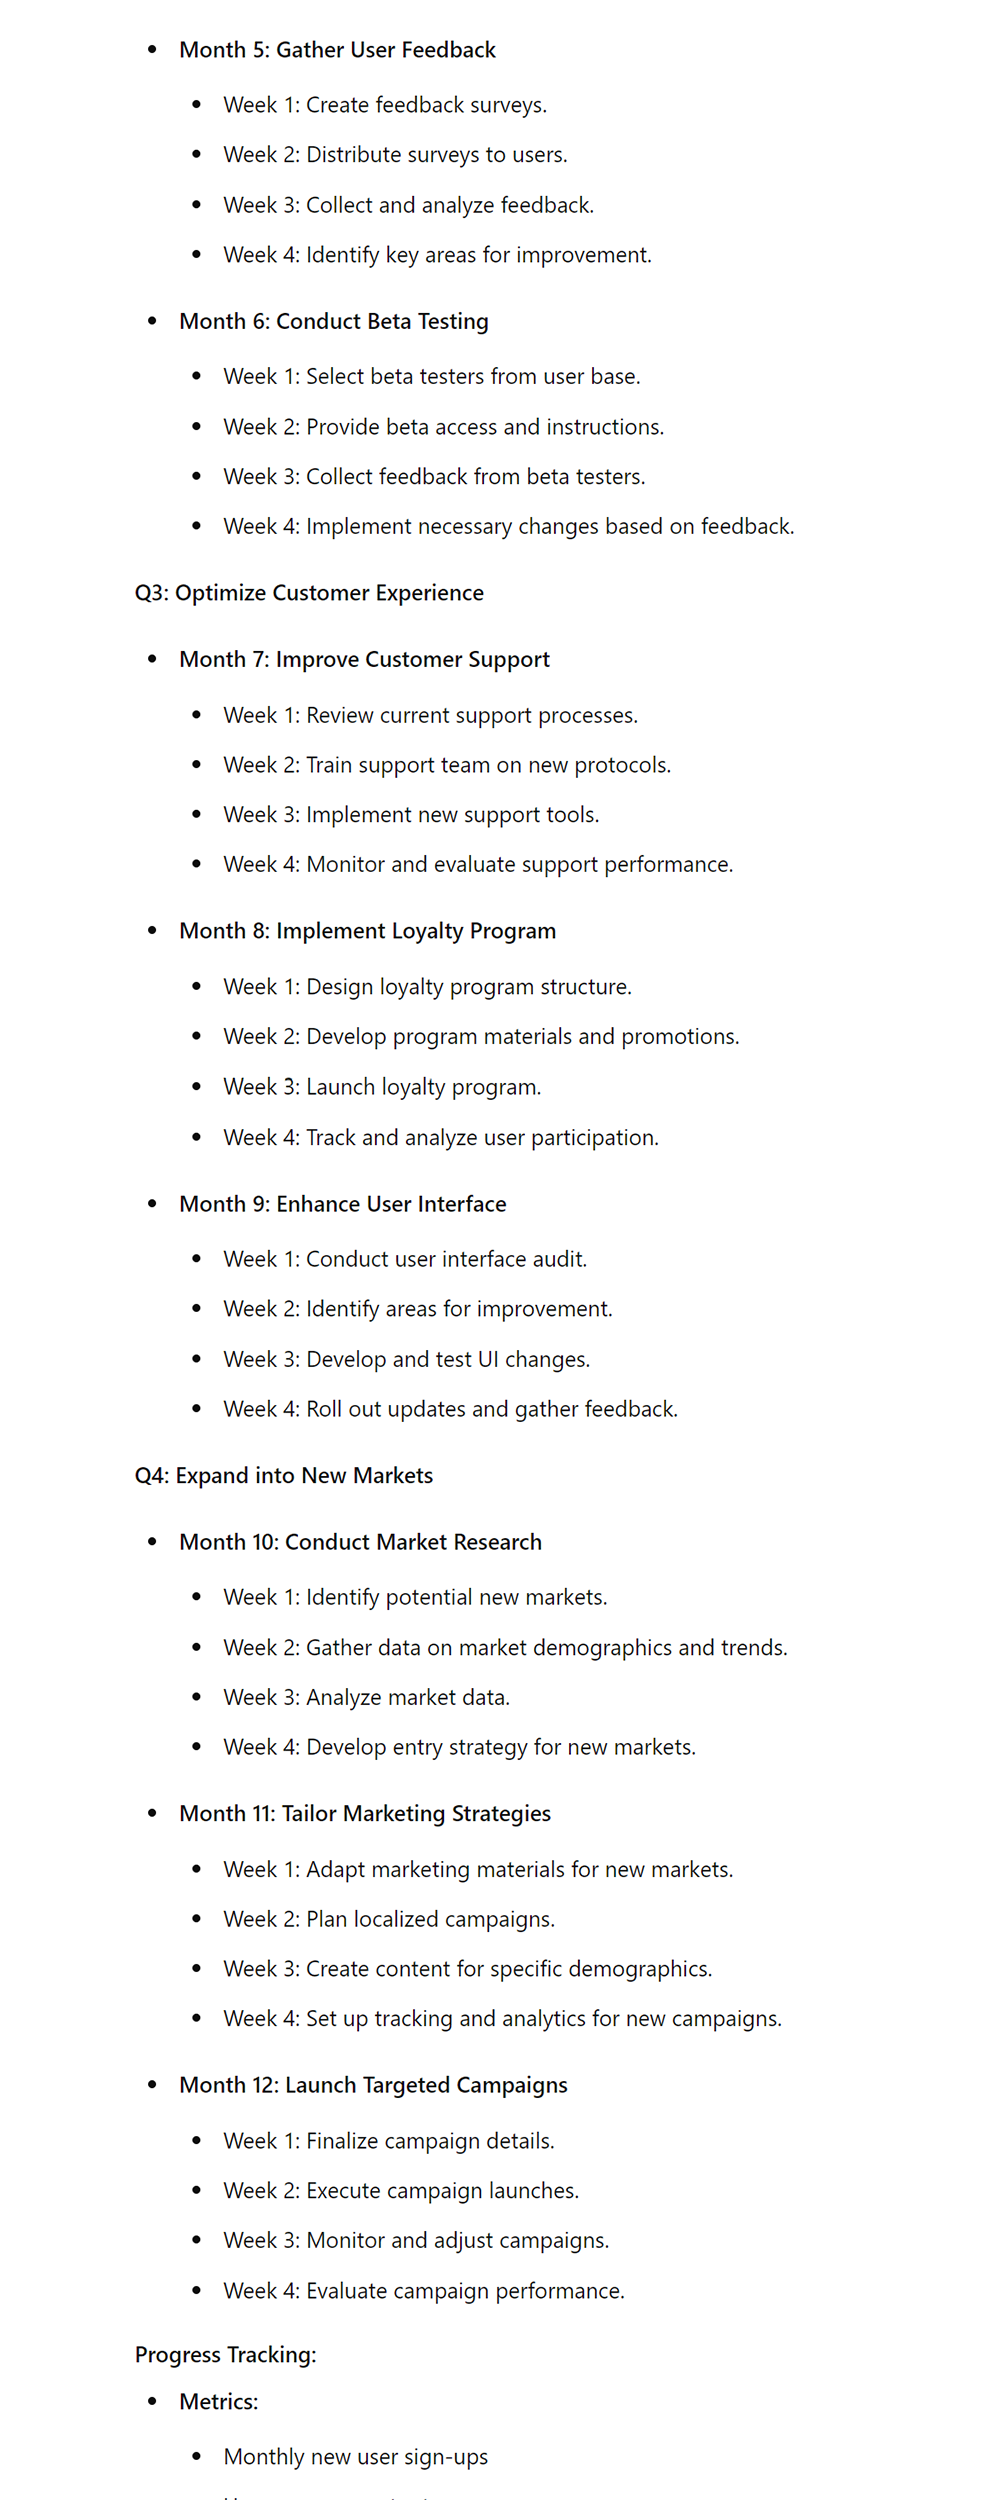 Month 5: Gather User Feedback
Week 1: Create feedback surveys.
Week 2: Distribute surveys to users.
Week 3: Collect and analyze feedback.
Week 4: Identify key areas for improvement.
Month 6: Conduct Beta Testing
Week 1: Select beta testers from user base.
Week 2: Provide beta access and instructions.
Week 3: Collect feedback from beta testers.
Week 4: Implement necessary changes based on feedback.
Q3: Optimize Customer Experience
Month 7: Improve Customer Support
Week 1: Review current support processes.
Week 2: Train support team on new protocols.
Week 3: Implement new support tools.
Week 4: Monitor and evaluate support performance.
Month 8: Implement Loyalty Program
Week 1: Design loyalty program structure.
Week 2: Develop program materials and promotions.
Week 3: Launch loyalty program.
Week 4: Track and analyze user participation.
Month 9: Enhance User Interface
Week 1: Conduct user interface audit.
Week 2: Identify areas for improvement.
Week 3: Develop and test UI changes.
Week 4: Roll out updates and gather feedback.
Q4: Expand into New Markets
Month 10: Conduct Market Research
Week 1: Identify potential new markets.
Week 2: Gather data on market demographics and trends.
Week 3: Analyze market data.
Week 4: Develop entry strategy for new markets.
Month 11: Tailor Marketing Strategies
Week 1: Adapt marketing materials for new markets.
Week 2: Plan localized campaigns.
Week 3: Create content for specific demographics.
Week 4: Set up tracking and analytics for new campaigns.
Month 12: Launch Targeted Campaigns
Week 1: Finalize campaign details.
Week 2: Execute campaign launches.
Week 3: Monitor and adjust campaigns.
Week 4: Evaluate campaign performance.
Progress Tracking:
Metrics:
Monthly new user sign-ups